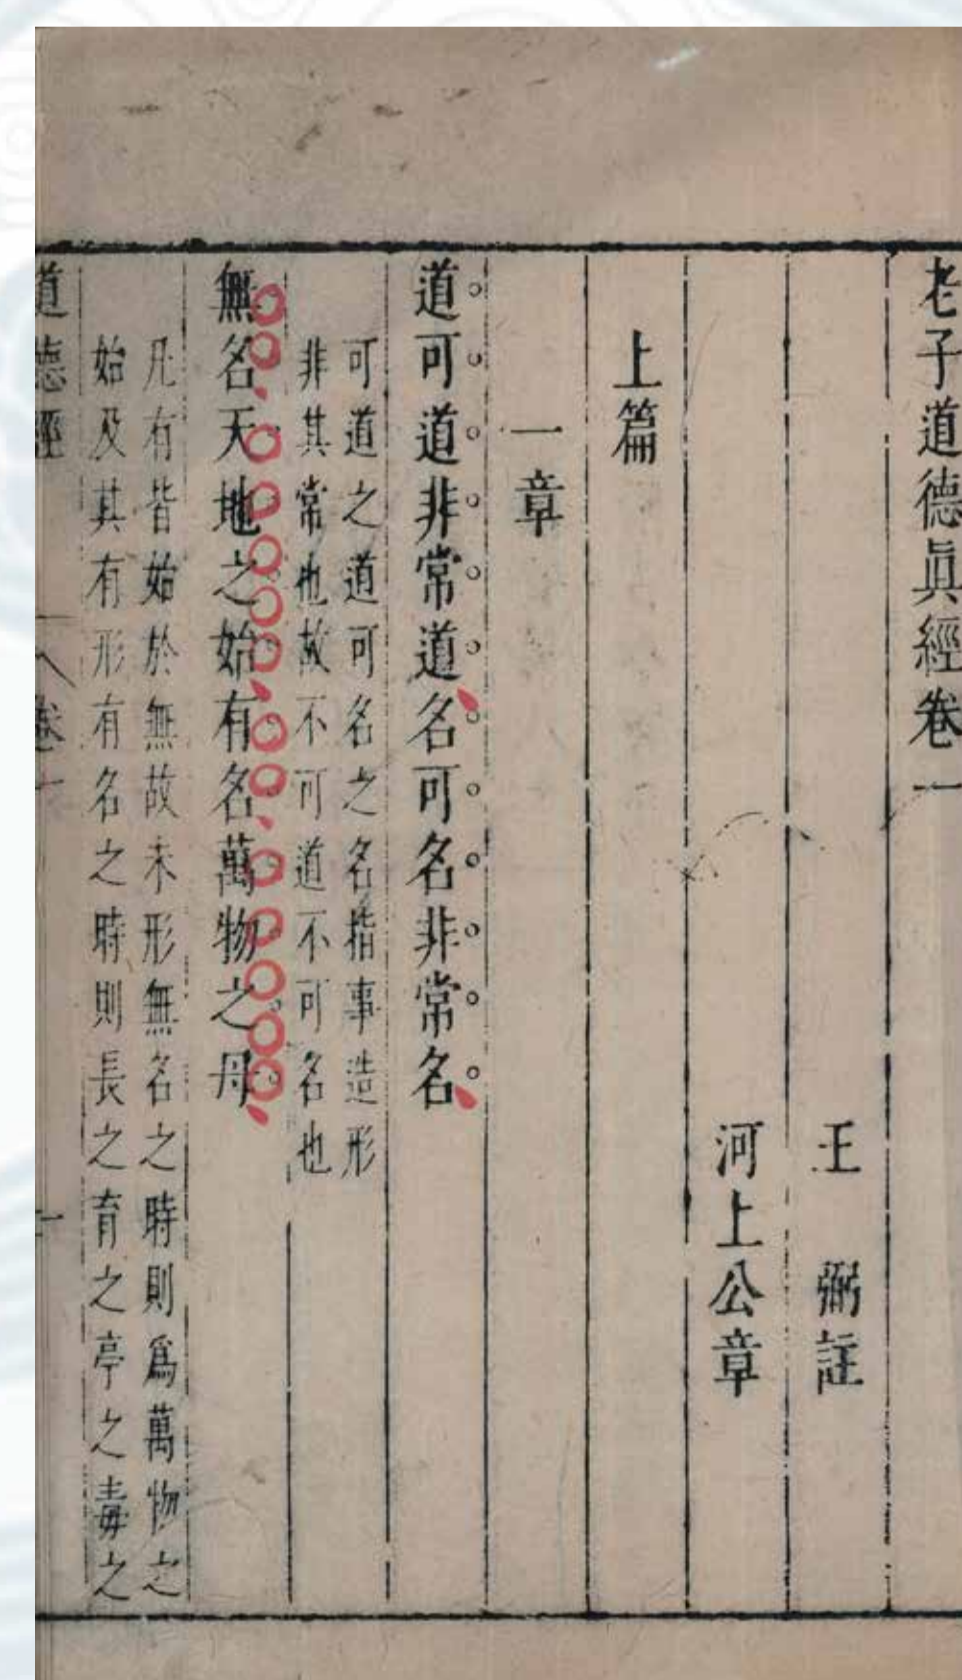 老子道德眞經卷一
王　弼註
河上公章
上篇
一章
道可道非常道名可名非常名
可道之道可名之名指事造形
非其常也故不可道不可名也
無名天地之始有名萬物之母
凡有皆始於無故未形無名之時則爲萬物之
始及其有形有名之時則長之育之亭之毒之
道德經　卷一　一